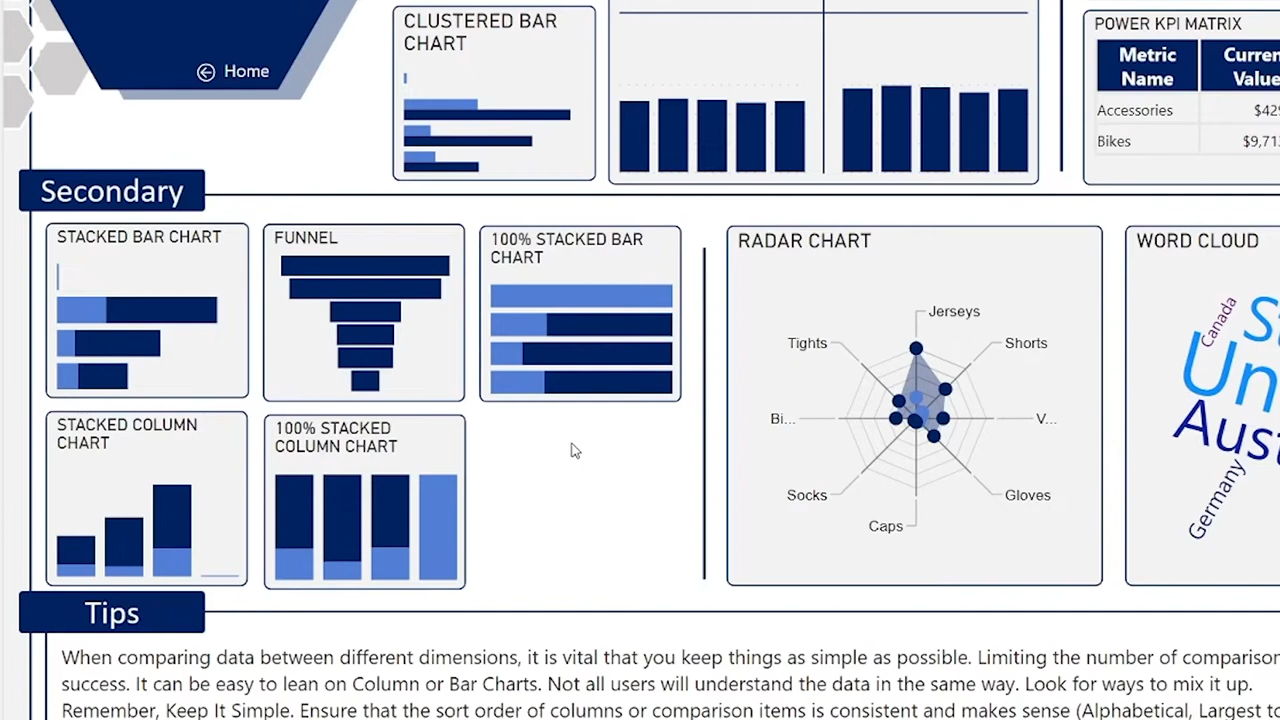 CLUSTERED BAR
CHART
Home
POWER KPI MATRIX
Metric
Name
Value
Accessories
Bikes
Secondary
STACKED BAR CHART
FUNNEL
100% STACKED BAR
CHART
STACKED COLUMN
CHART
100% STACKED
COLUMN CHART
RADAR CHART
Jerseys
Tights
Shorts
Bi...
V...
Socks
Gloves
Caps
WORD CLOUD
Canada
Germany
Tips
When comparing data between different dimensions, it is vital that you keep things as simple as possible. Limiting the number of
success. It can be easy to lean on Column or Bar Charts. Not all users will understand the data in the same way. Look for ways to mix it up.
Remember, Keep It Simple. Ensure that the sort order of columns or comparison items is consistent and makes sense (Alphabetical, Largest